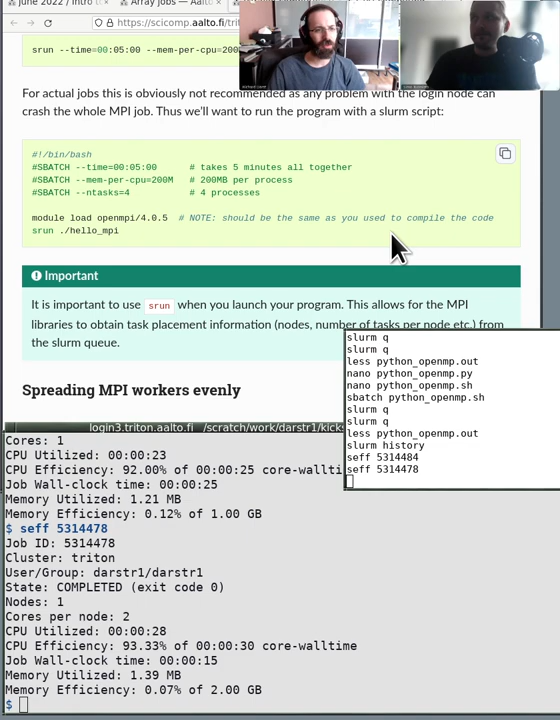 June 2022 / Intro
Array jobs — Aalto
https://scicomp.aalto.fi/trit
srun --time=00:05:00 --mem-per-cpu=200
For actual jobs this is obviously not recommended as any problem with the login node can
crash the whole MPI job. Thus we'll want to run the program with a slurm script:
#!/bin/bash
#SBATCH --time=00:05:00 # takes 5 minutes all together
#SBATCH --mem-per-cpu=200M # 200MB per process
#SBATCH --ntasks=4 # 4 processes
module load openmpi/4.0.5 # NOTE: should be the same as you used to compile the code
srun ./hello_mpi
Important
It is important to use srun when you launch your program. This allows for the MPI
libraries to obtain task placement information (nodes, number of tasks per node etc.) from
the slurm queue.
Spreading MPI workers evenly
slurm q
slurm q
less python_openmp.out
nano python_openmp.py
nano python_openmp.sh
sbatch python_openmp.sh
slurm q
slurm q
less python_openmp.out
slurm history
seff 5314484
seff 5314478
login3.triton.aalto.fi /scratch/work/darstr1/kicks
Cores: 1
CPU Utilized: 00:00:23
CPU Efficiency: 92.00% of 00:00:25 core-wallti
Job Wall-clock time: 00:00:25
Memory Utilized: 1.21 MB
Memory Efficiency: 0.12% of 1.00 GB
$ seff 5314478
Job ID: 5314478
Cluster: triton
User/Group: darstr1/darstr1
State: COMPLETED (exit code 0)
Nodes: 1
Cores per node: 2
CPU Utilized: 00:00:28
CPU Efficiency: 93.33% of 00:00:30 core-walltime
Job Wall-clock time: 00:00:15
Memory Utilized: 1.39 MB
Memory Efficiency: 0.07% of 2.00 GB
$